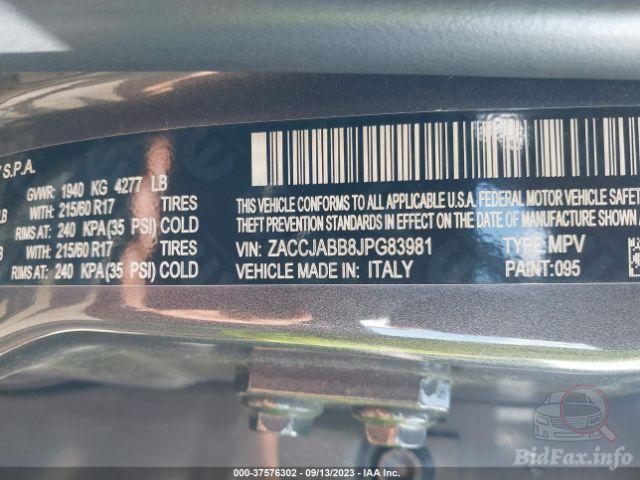 S.P.A.
GVWR: 1940 KG 4277 LB
WITH: 215/60 R17 TIRES
RIMS AT: 240 KPA(35 PSI) COLD
WITH: 215/60 R17 TIRES
RIMS AT: 240 KPA(35 PSI) COLD
THIS VEHICLE CONFORMS TO ALL APPLICABLE U.S.A. FEDERAL MOTOR VEHICLE SAFE
THEFT PREVENTION STANDARDS IN EFFECT ON THE DATE OF MANUFACTURE SHOWN
VIN: ZACCJABB8JPG83981 TYPE: MPV
VEHICLE MADE IN: ITALY PAINT: 095
BidFax.info
000-37576302 - 09/13/2023 - IAA Inc.